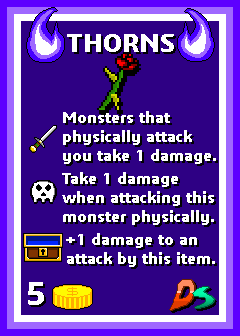 THORNS
Monsters that
physically attack
you take 1 damage.
Take 1 damage
when attacking this
monster physically.
+1 damage to an
attack by this item.
5
DS